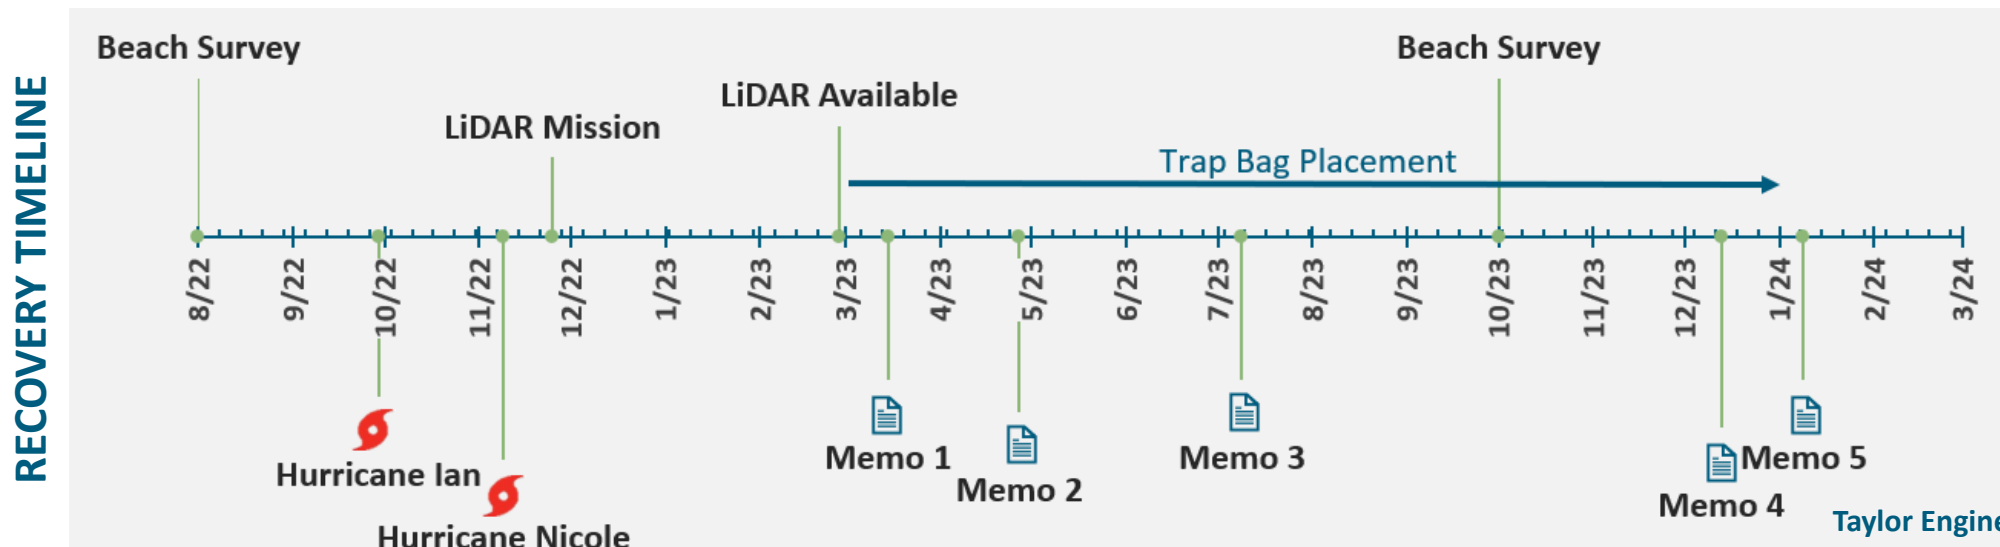 RECOVERY TIMELINE
Beach Survey
Beach Survey
LiDAR Available
LiDAR Mission
Trap Bag Placement
8/22
9/22
10/22
11/22
12/22
1/23
2/23
3/23
4/23
5/23
6/23
7/23
8/23
9/23
10/23
11/23
12/23
1/24
2/24
3/24
Hurricane Ian
Hurricane Nicole
Memo 1
Memo 2
Memo 3
Memo 4
Memo 5
Taylor Engine